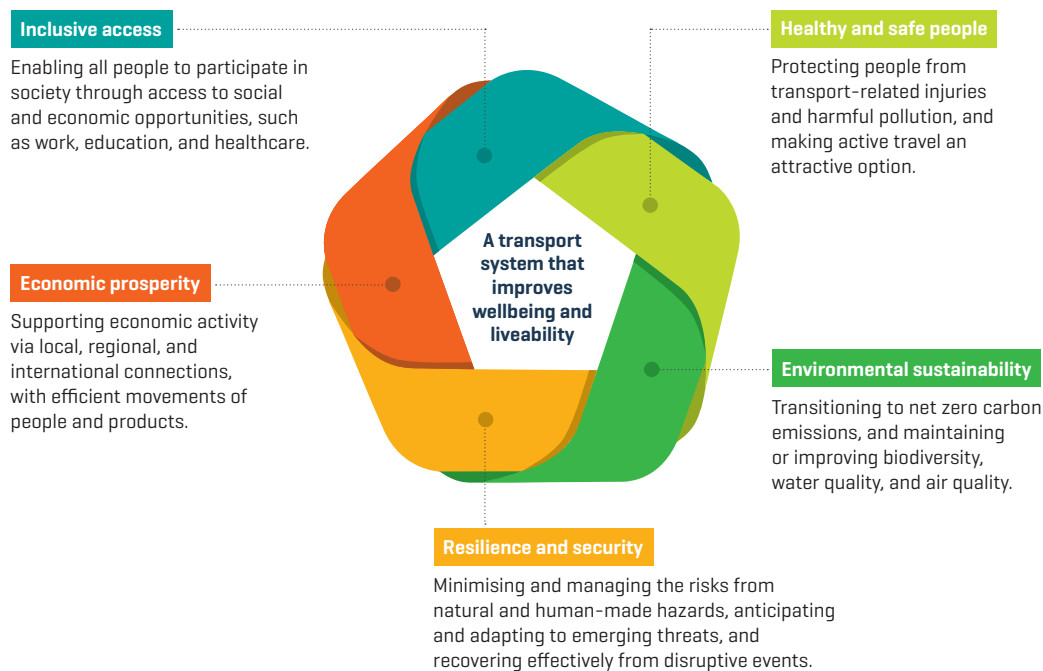 Inclusive access
Enabling all people to participate in
society through access to social
and economic opportunities, such
as work, education, and healthcare.
Healthy and safe people
Protecting people from
transport-related injuries
and harmful pollution, and
making active travel an
attractive option.
A transport
system that
improves
wellbeing and
liveability
Economic prosperity
Supporting economic activity
via local, regional, and
international connections,
with efficient movements of
people and products.
Environmental sustainability
Transitioning to net zero carbon
emissions, and maintaining
or improving biodiversity,
water quality, and air quality.
Resilience and security
Minimising and managing the risks from
natural and human-made hazards, anticipating
and adapting to emerging threats, and
recovering effectively from disruptive events.